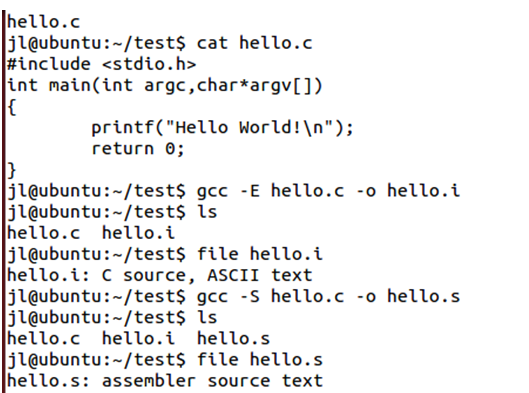 hello.c
jl@ubuntu:~/test$ cat hello.c
#include <stdio.h>
int main(int argc,char*argv[])
{
        printf("Hello World!\n");
        return 0;
}
jl@ubuntu:~/test$ gcc -E hello.c -o hello.i
jl@ubuntu:~/test$ ls
hello.c  hello.i
jl@ubuntu:~/test$ file hello.i
hello.i: C source, ASCII text
jl@ubuntu:~/test$ gcc -S hello.c -o hello.s
jl@ubuntu:~/test$ ls
hello.c  hello.i  hello.s
jl@ubuntu:~/test$ file hello.s
hello.s: assembler source text